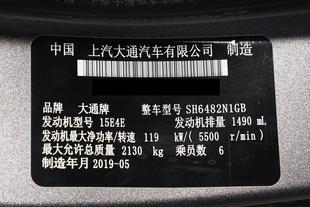 中国 上汽大通汽车有限公司 制造
品牌 大通牌 整车型号 SH6482N1GB
发动机型号 15E4E 发动机排量 1490 mL
发动机最大净功率/转速 119 kW/( 5500 r/min)
最大允许总质量 2130 kg 乘员数 6
制造年月 2019-05